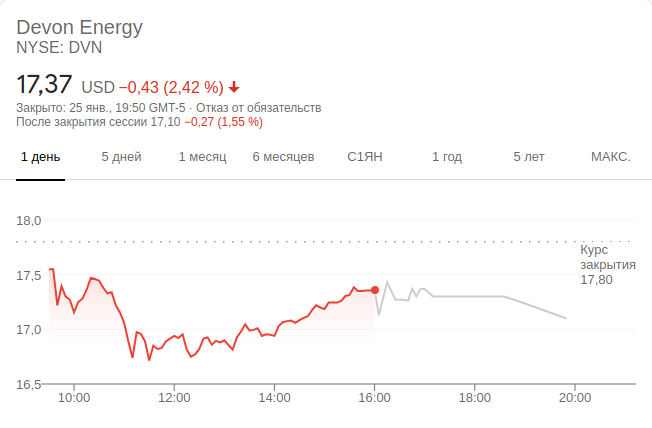 Devon Energy
NYSE: DVN
17,37 USD −0,43 (2,42 %)
Закрыто: 25 янв., 19:50 GMT-5 · Отказ от обязательств
После закрытия сессии 17,10 −0,27 (1,55 %)
1 день 5 дней 1 месяц 6 месяцев С1ЯН 1 год 5 лет МАКС.
18,0
Курс
закрытия
17,80
17,5
17,0
16,5
10:00 12:00 14:00 16:00 18:00 20:00